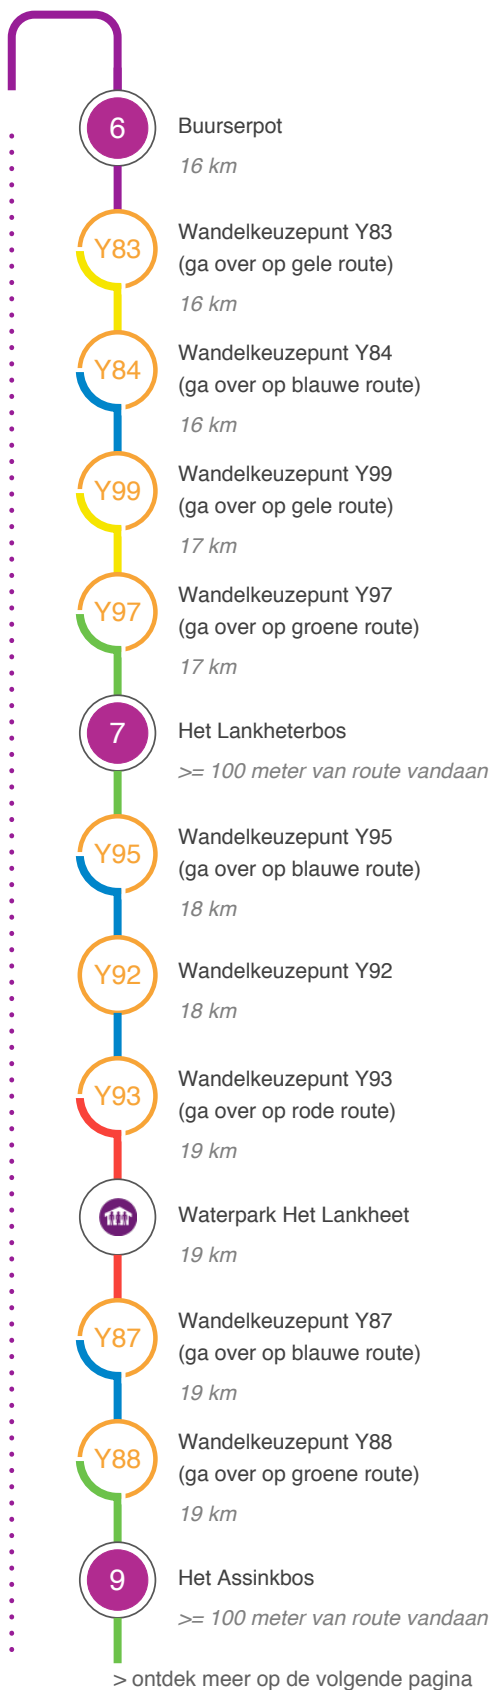 6
Buurserpot
16 km
Y83
Wandelkeuzepunt Y83
(ga over op gele route)
16 km
Y84
Wandelkeuzepunt Y84
(ga over op blauwe route)
16 km
Y99
Wandelkeuzepunt Y99
(ga over op gele route)
17 km
Y97
Wandelkeuzepunt Y97
(ga over op groene route)
17 km
7
Het Lankheterbos
>= 100 meter van route vandaan
Y95
Wandelkeuzepunt Y95
(ga over op blauwe route)
18 km
Y92
Wandelkeuzepunt Y92
18 km
Y93
Wandelkeuzepunt Y93
(ga over op rode route)
19 km
Waterpark Het Lankheet
19 km
Y87
Wandelkeuzepunt Y87
(ga over op blauwe route)
19 km
Y88
Wandelkeuzepunt Y88
(ga over op groene route)
19 km
9
Het Assinkbos
>= 100 meter van route vandaan
> ontdek meer op de volgende pagina